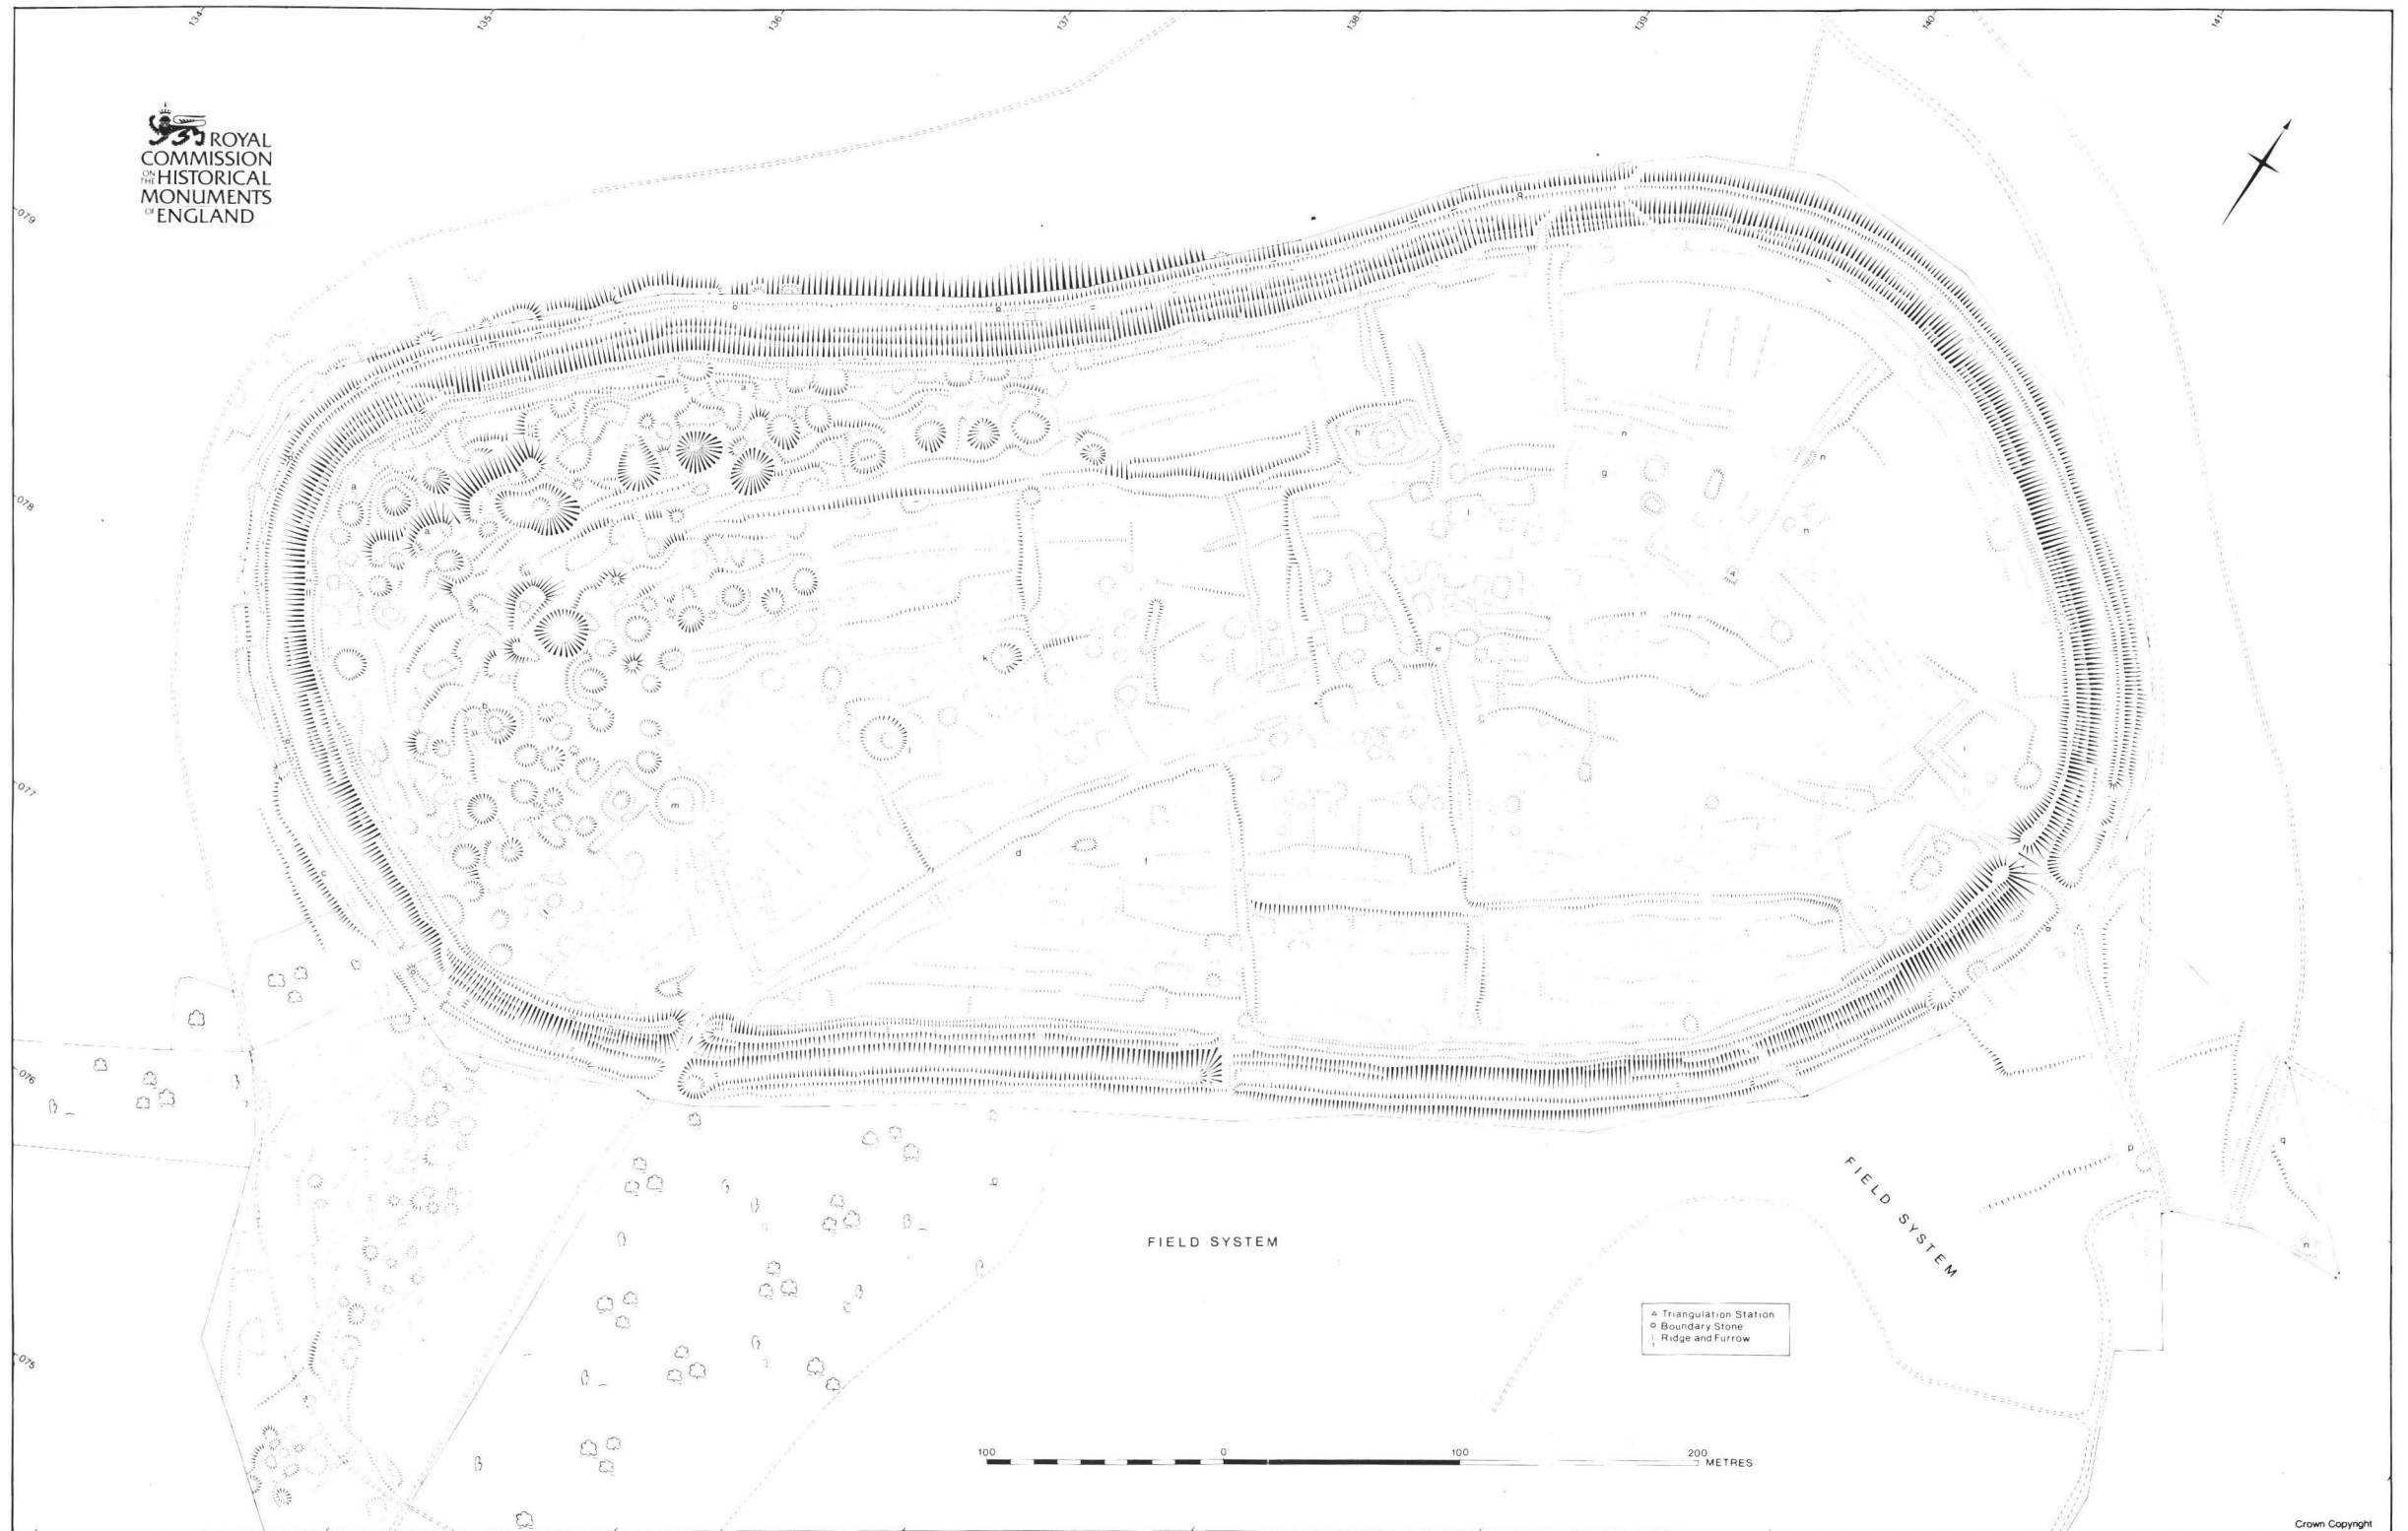 134
135
136
137
138
139
140
141
ROYAL
COMMISSION
ON THE HISTORICAL
MONUMENTS
OF ENGLAND
079
078
077
076
075
a
a
a
b
c
d
e
f
g
h
k
l
l
m
n
n
n
n
p
q
FIELD SYSTEM
FIELD SYSTEM
Triangulation Station
Boundary Stone
Ridge and Furrow
100 0 100 200
METRES
Crown Copyright